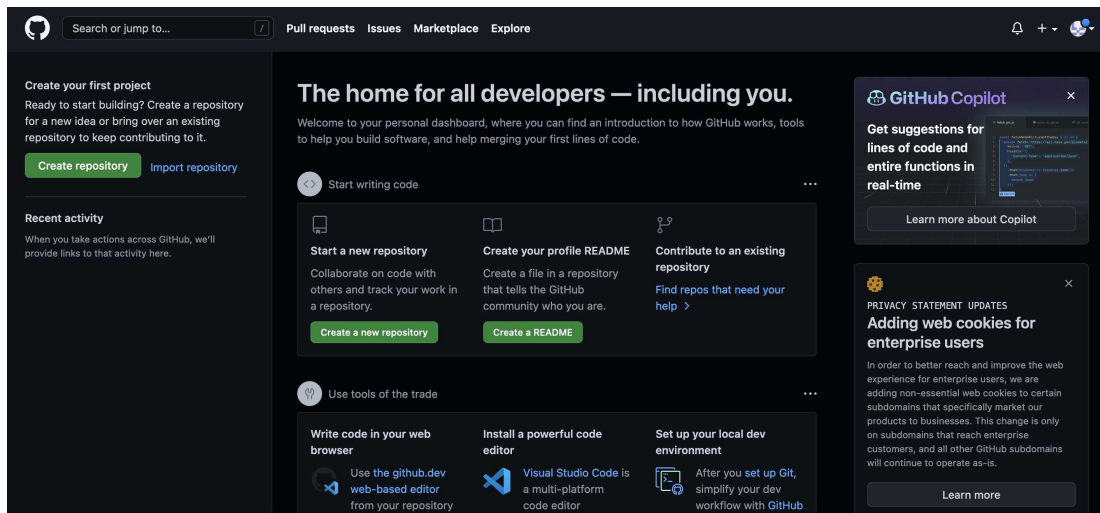 Search or jump to...
/
Pull requests Issues Marketplace Explore
Create your first project
Ready to start building? Create a repository
for a new idea or bring over an existing
repository to keep contributing to it.
Create repository
Import repository
Recent activity
When you take actions across GitHub, we'll
provide links to that activity here.
The home for all developers — including you.
Welcome to your personal dashboard, where you can find an introduction to how GitHub works, tools
to help you build software, and help merging your first lines of code.
Start writing code
Start a new repository
Collaborate on code with
others and track your work in
a repository.
Create a new repository
Create your profile README
Create a file in a repository
that tells the GitHub
community who you are.
Create a README
Contribute to an existing
repository
Find repos that need your
help >
Use tools of the trade
Write code in your web
browser
Use the github.dev
web-based editor
from your repository
Install a powerful code
editor
Visual Studio Code is
a multi-platform
code editor
Set up your local dev
environment
After you set up Git,
simplify your dev
workflow with GitHub
GitHub Copilot
Get suggestions for
lines of code and
entire functions in
real-time
Learn more about Copilot
PRIVACY STATEMENT UPDATES
Adding web cookies for
enterprise users
In order to better reach and improve the web
experience for enterprise users, we are
adding non-essential web cookies to certain
subdomains that specifically market our
products to businesses. This change is only
on subdomains that reach enterprise
customers, and all other GitHub subdomains
will continue to operate as-is.
Learn more